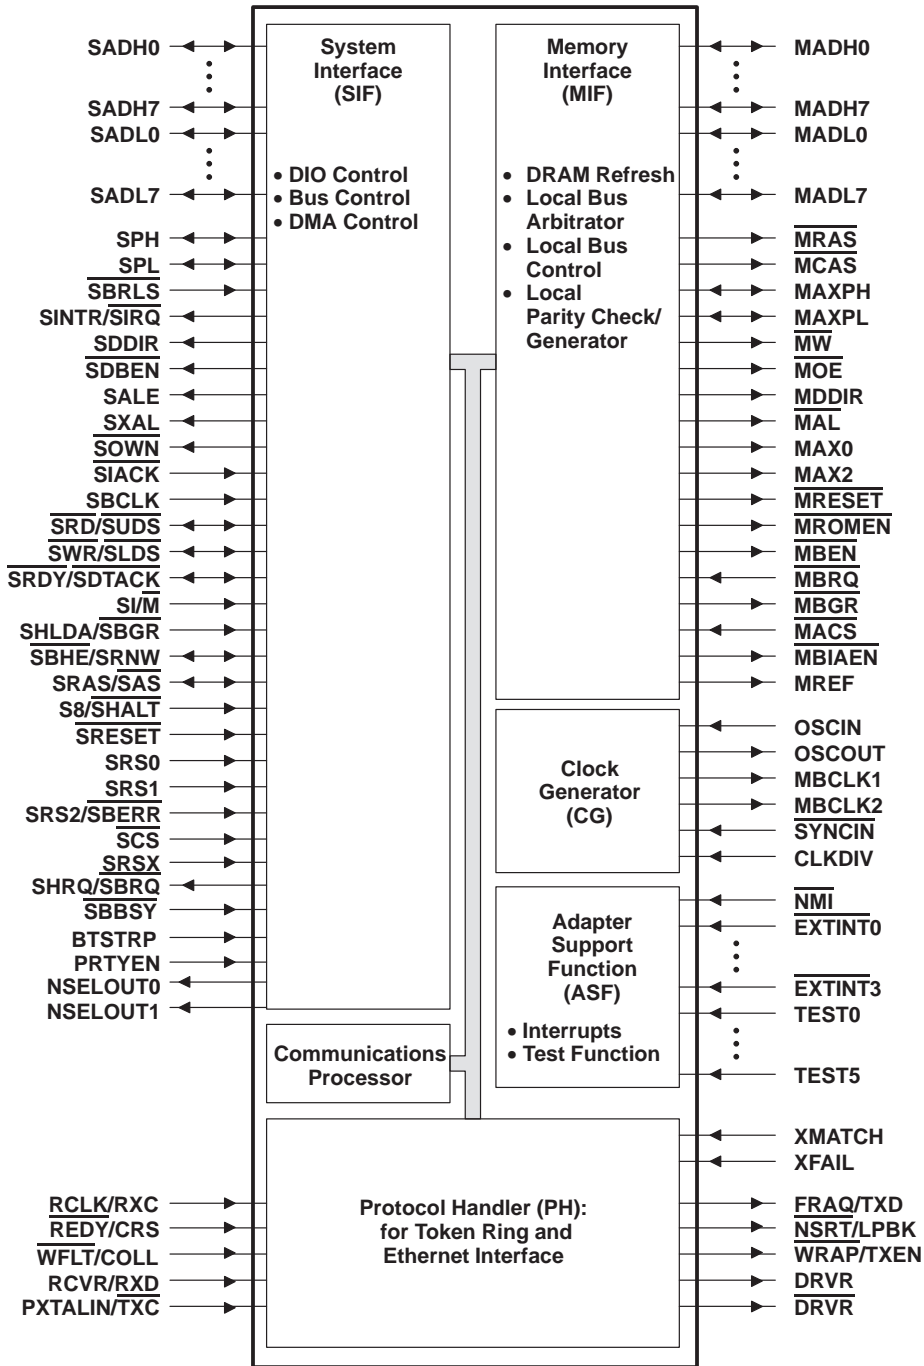 SADH0
SADH7
SADL0
SADL7
SPH
SPL
SBRLS
SINTR/SIRQ
SDDIR
SDBEN
SALE
SXAL
SOWN
SIACK
SBCLK
SRD/SUDS
SWR/SLDS
SRDY/SDTACK
SI/M
SHLDA/SBGR
SBHE/SRNW
SRAS/SAS
S8/SHALT
SRESET
SRS0
SRS1
SRS2/SBERR
SCS
SRSX
SHRQ/SBRQ
SBBSY
BTSTRP
PRTYEN
NSELOUT0
NSELOUT1
RCLK/RXC
REDY/CRS
WFLT/COLL
RCVR/RXD
PXTALIN/TXC
System
Interface
(SIF)
• DIO Control
• Bus Control
• DMA Control
Communications
Processor
Memory
Interface
(MIF)
• DRAM Refresh
• Local Bus
Arbitrator
• Local Bus
Control
• Local
Parity Check/
Generator
Clock
Generator
(CG)
Adapter
Support
Function
(ASF)
• Interrupts
• Test Function
Protocol Handler (PH):
for Token Ring and
Ethernet Interface
MADH0
MADH7
MADL0
MADL7
MRAS
MCAS
MAXPH
MAXPL
MW
MOE
MDDIR
MAL
MAX0
MAX2
MRESET
MROMEN
MBEN
MBRQ
MBGR
MACS
MBIAEN
MREF
OSCIN
OSCOUT
MBCLK1
MBCLK2
SYNCIN
CLKDIV
NMI
EXTINT0
EXTINT3
TEST0
TEST5
XMATCH
XFAIL
FRAQ/TXD
NSRT/LPBK
WRAP/TXEN
DRVR
DRVR